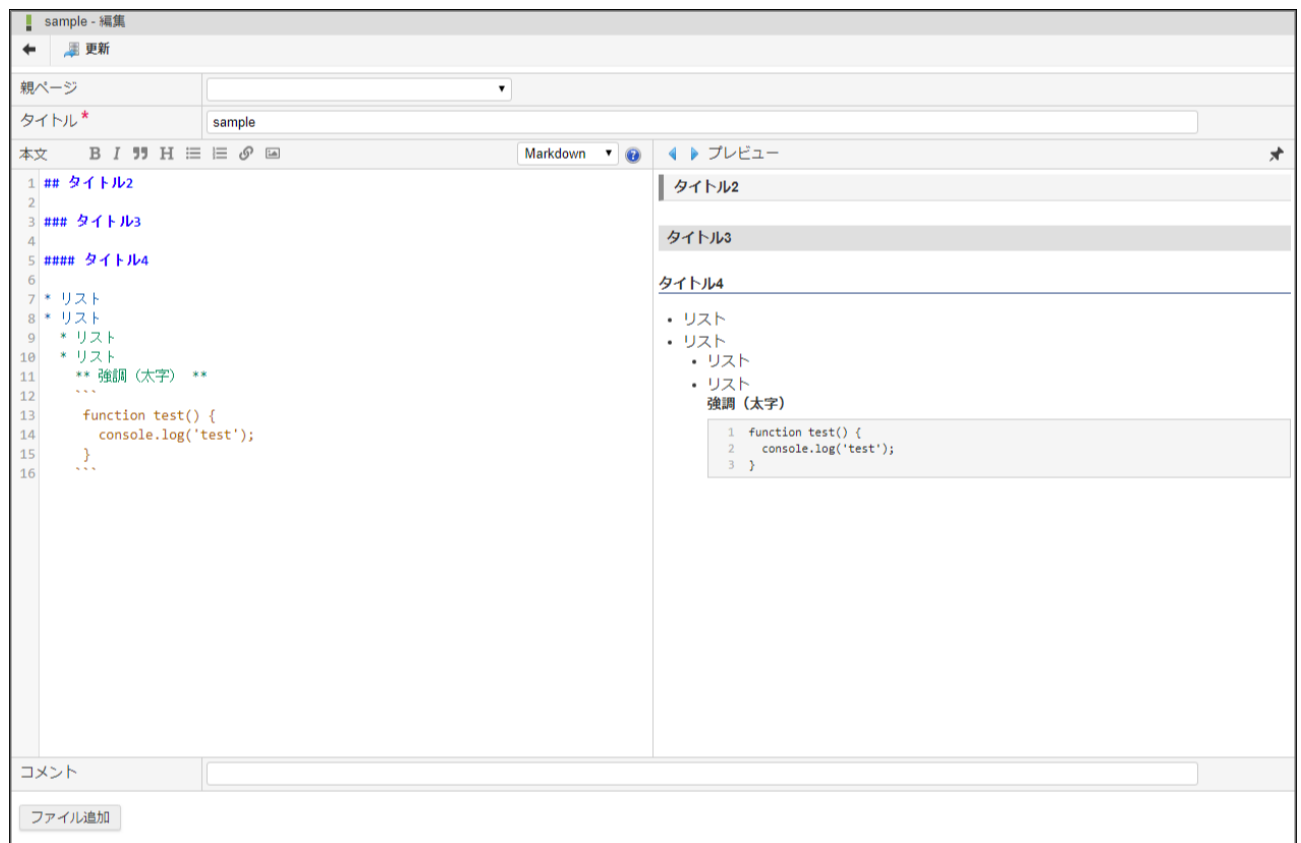 sample - 編集
更新
親ページ
タイトル*
sample
本文 B I H Markdown ?
プレビュー
1 ## タイトル2
2
3 ### タイトル3
4
5 #### タイトル4
6
7 * リスト
8 * リスト
9   * リスト
10   * リスト
11     ** 強調（太字） **
12     ```
13      function test() {
14        console.log('test');
15      }
16     ```
タイトル2
タイトル3
タイトル4
• リスト
• リスト
• リスト
• リスト
強調（太字）
1 function test() {
2   console.log('test');
3 }
コメント
ファイル追加